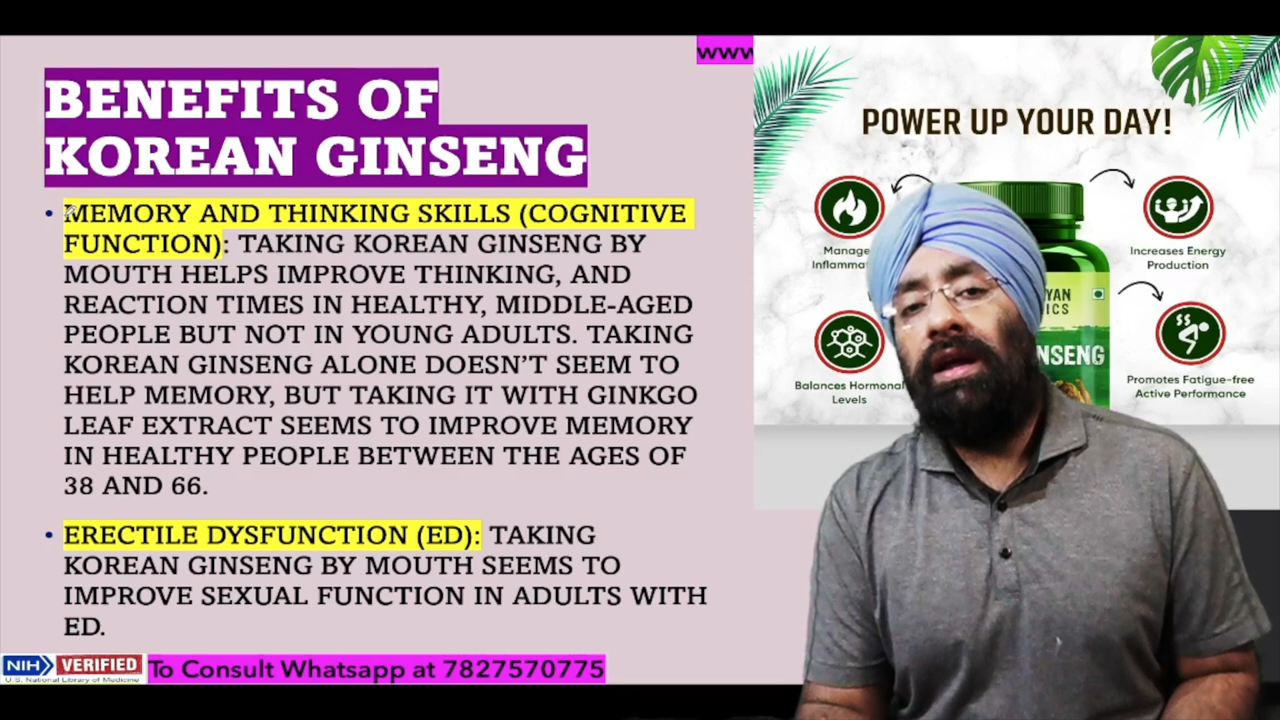 www
BENEFITS OF
KOREAN GINSENG
• MEMORY AND THINKING SKILLS (COGNITIVE
FUNCTION): TAKING KOREAN GINSENG BY
MOUTH HELPS IMPROVE THINKING, AND
REACTION TIMES IN HEALTHY, MIDDLE-AGED
PEOPLE BUT NOT IN YOUNG ADULTS. TAKING
KOREAN GINSENG ALONE DOESN'T SEEM TO
HELP MEMORY, BUT TAKING IT WITH GINKGO
LEAF EXTRACT SEEMS TO IMPROVE MEMORY
IN HEALTHY PEOPLE BETWEEN THE AGES OF
38 AND 66.
• ERECTILE DYSFUNCTION (ED): TAKING
KOREAN GINSENG BY MOUTH SEEMS TO
IMPROVE SEXUAL FUNCTION IN ADULTS WITH
ED.
NIH VERIFIED
U.S. National Library of Medicine
To Consult Whatsapp at 7827570775
POWER UP YOUR DAY!
Manage
Increases Energy
Production
Balances Hormonal
Levels
Promotes Fatigue-free
Active Performance